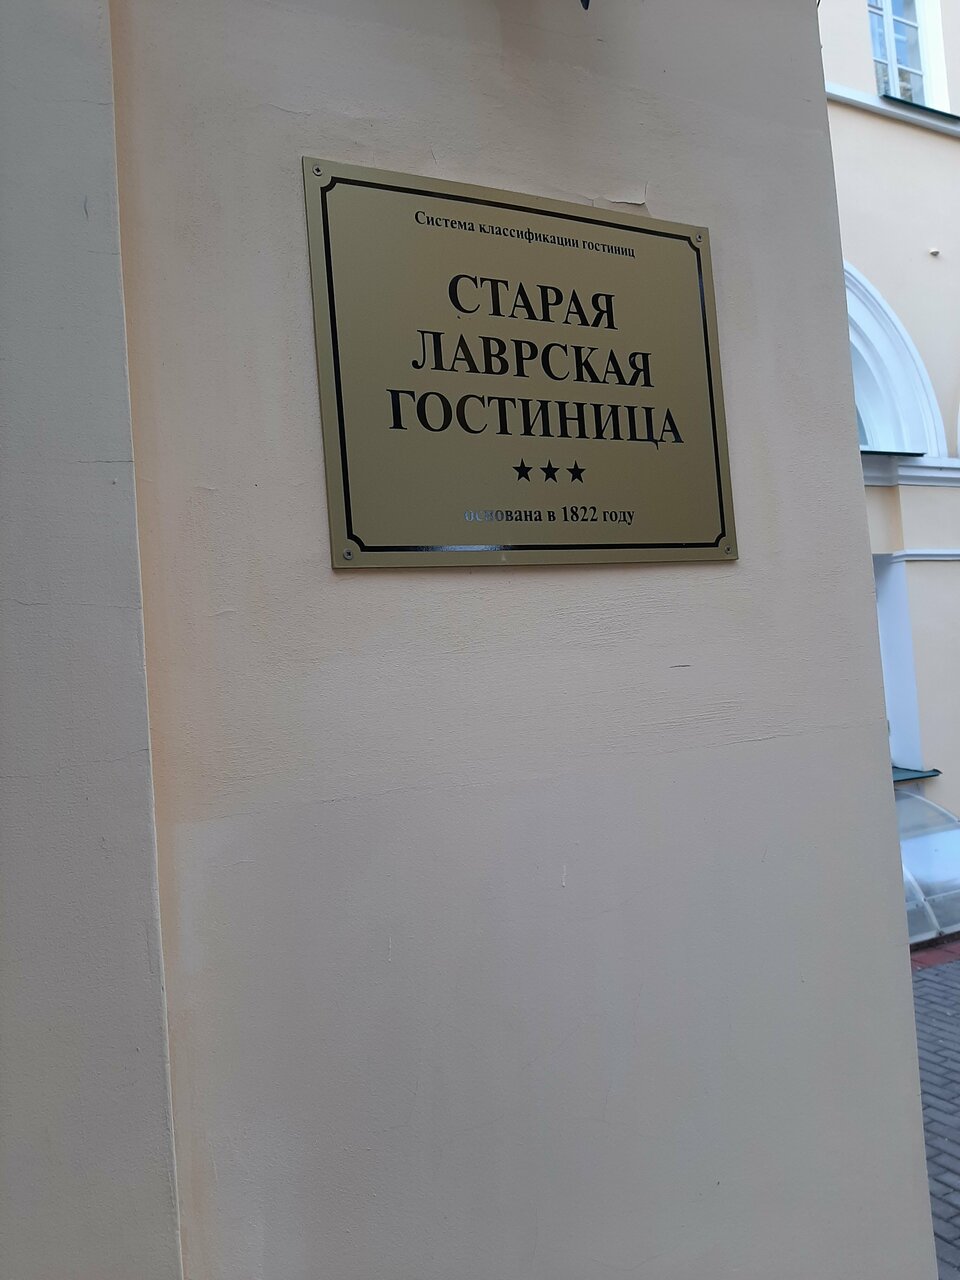 Система классификации гостиниц
СТАРАЯ
ЛАВРСКАЯ
ГОСТИНИЦА
★★★
основана в 1822 году